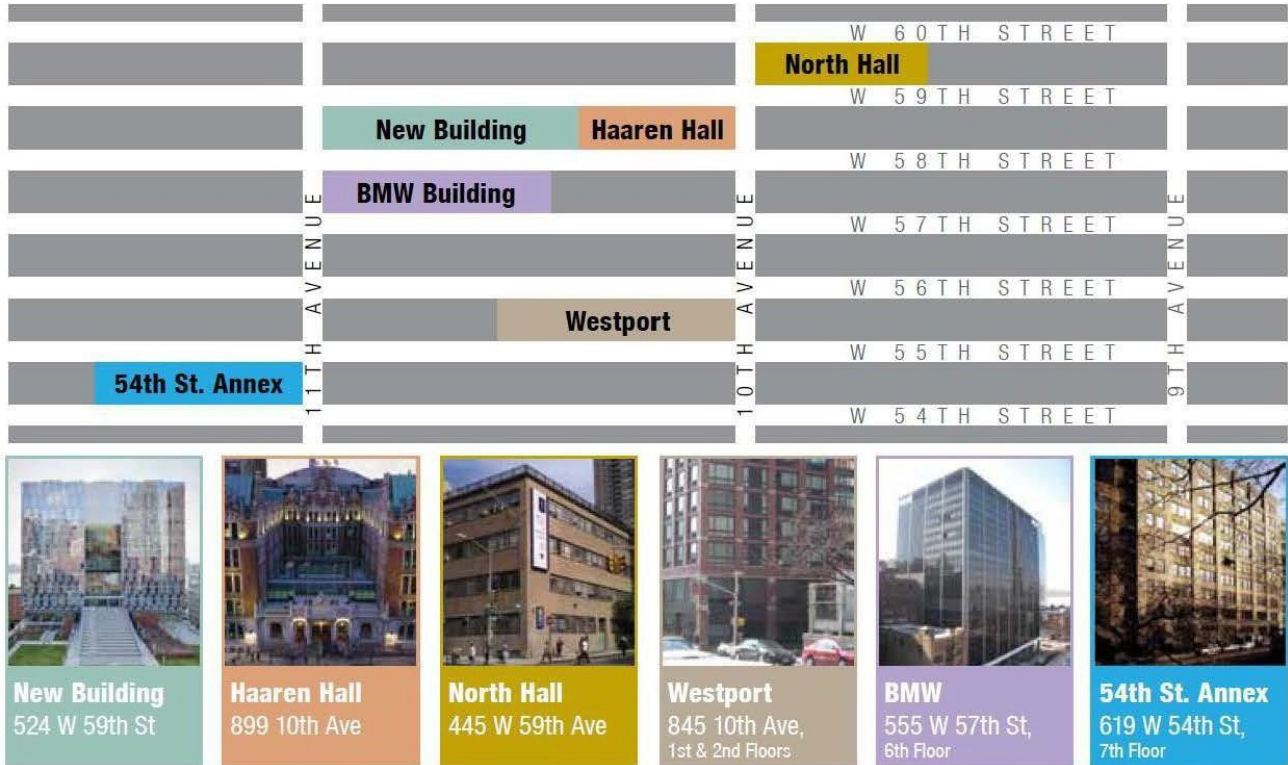 W 60TH STREET
North Hall
W 59TH STREET
New Building
Haaren Hall
W 58TH STREET
BMW Building
W 57TH STREET
W 56TH STREET
Westport
W 55TH STREET
54th St. Annex
W 54TH STREET
11TH AVENUE
10TH AVENUE
9TH AVENUE
New Building
524 W 59th St
Haaren Hall
899 10th Ave
North Hall
445 W 59th Ave
Westport
845 10th Ave,
1st & 2nd Floors
BMW
555 W 57th St,
6th Floor
54th St. Annex
619 W 54th St,
7th Floor